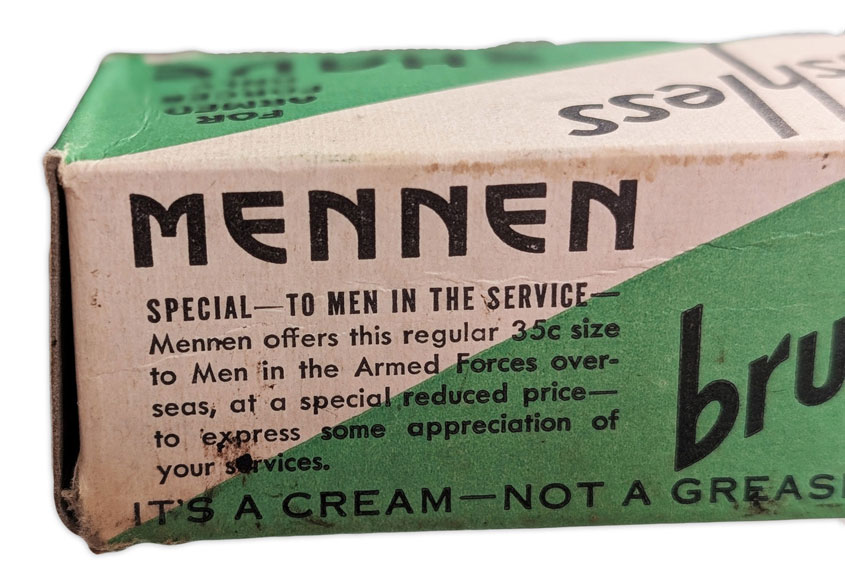 FOR
ARMED
FORCES
MENNEN
SPECIAL—TO MEN IN THE SERVICE—
Mennen offers this regular 35c size
to Men in the Armed Forces over-
seas, at a special reduced price—
to express some appreciation of
your services.
IT'S A CREAM—NOT A GREAS
bru
shless